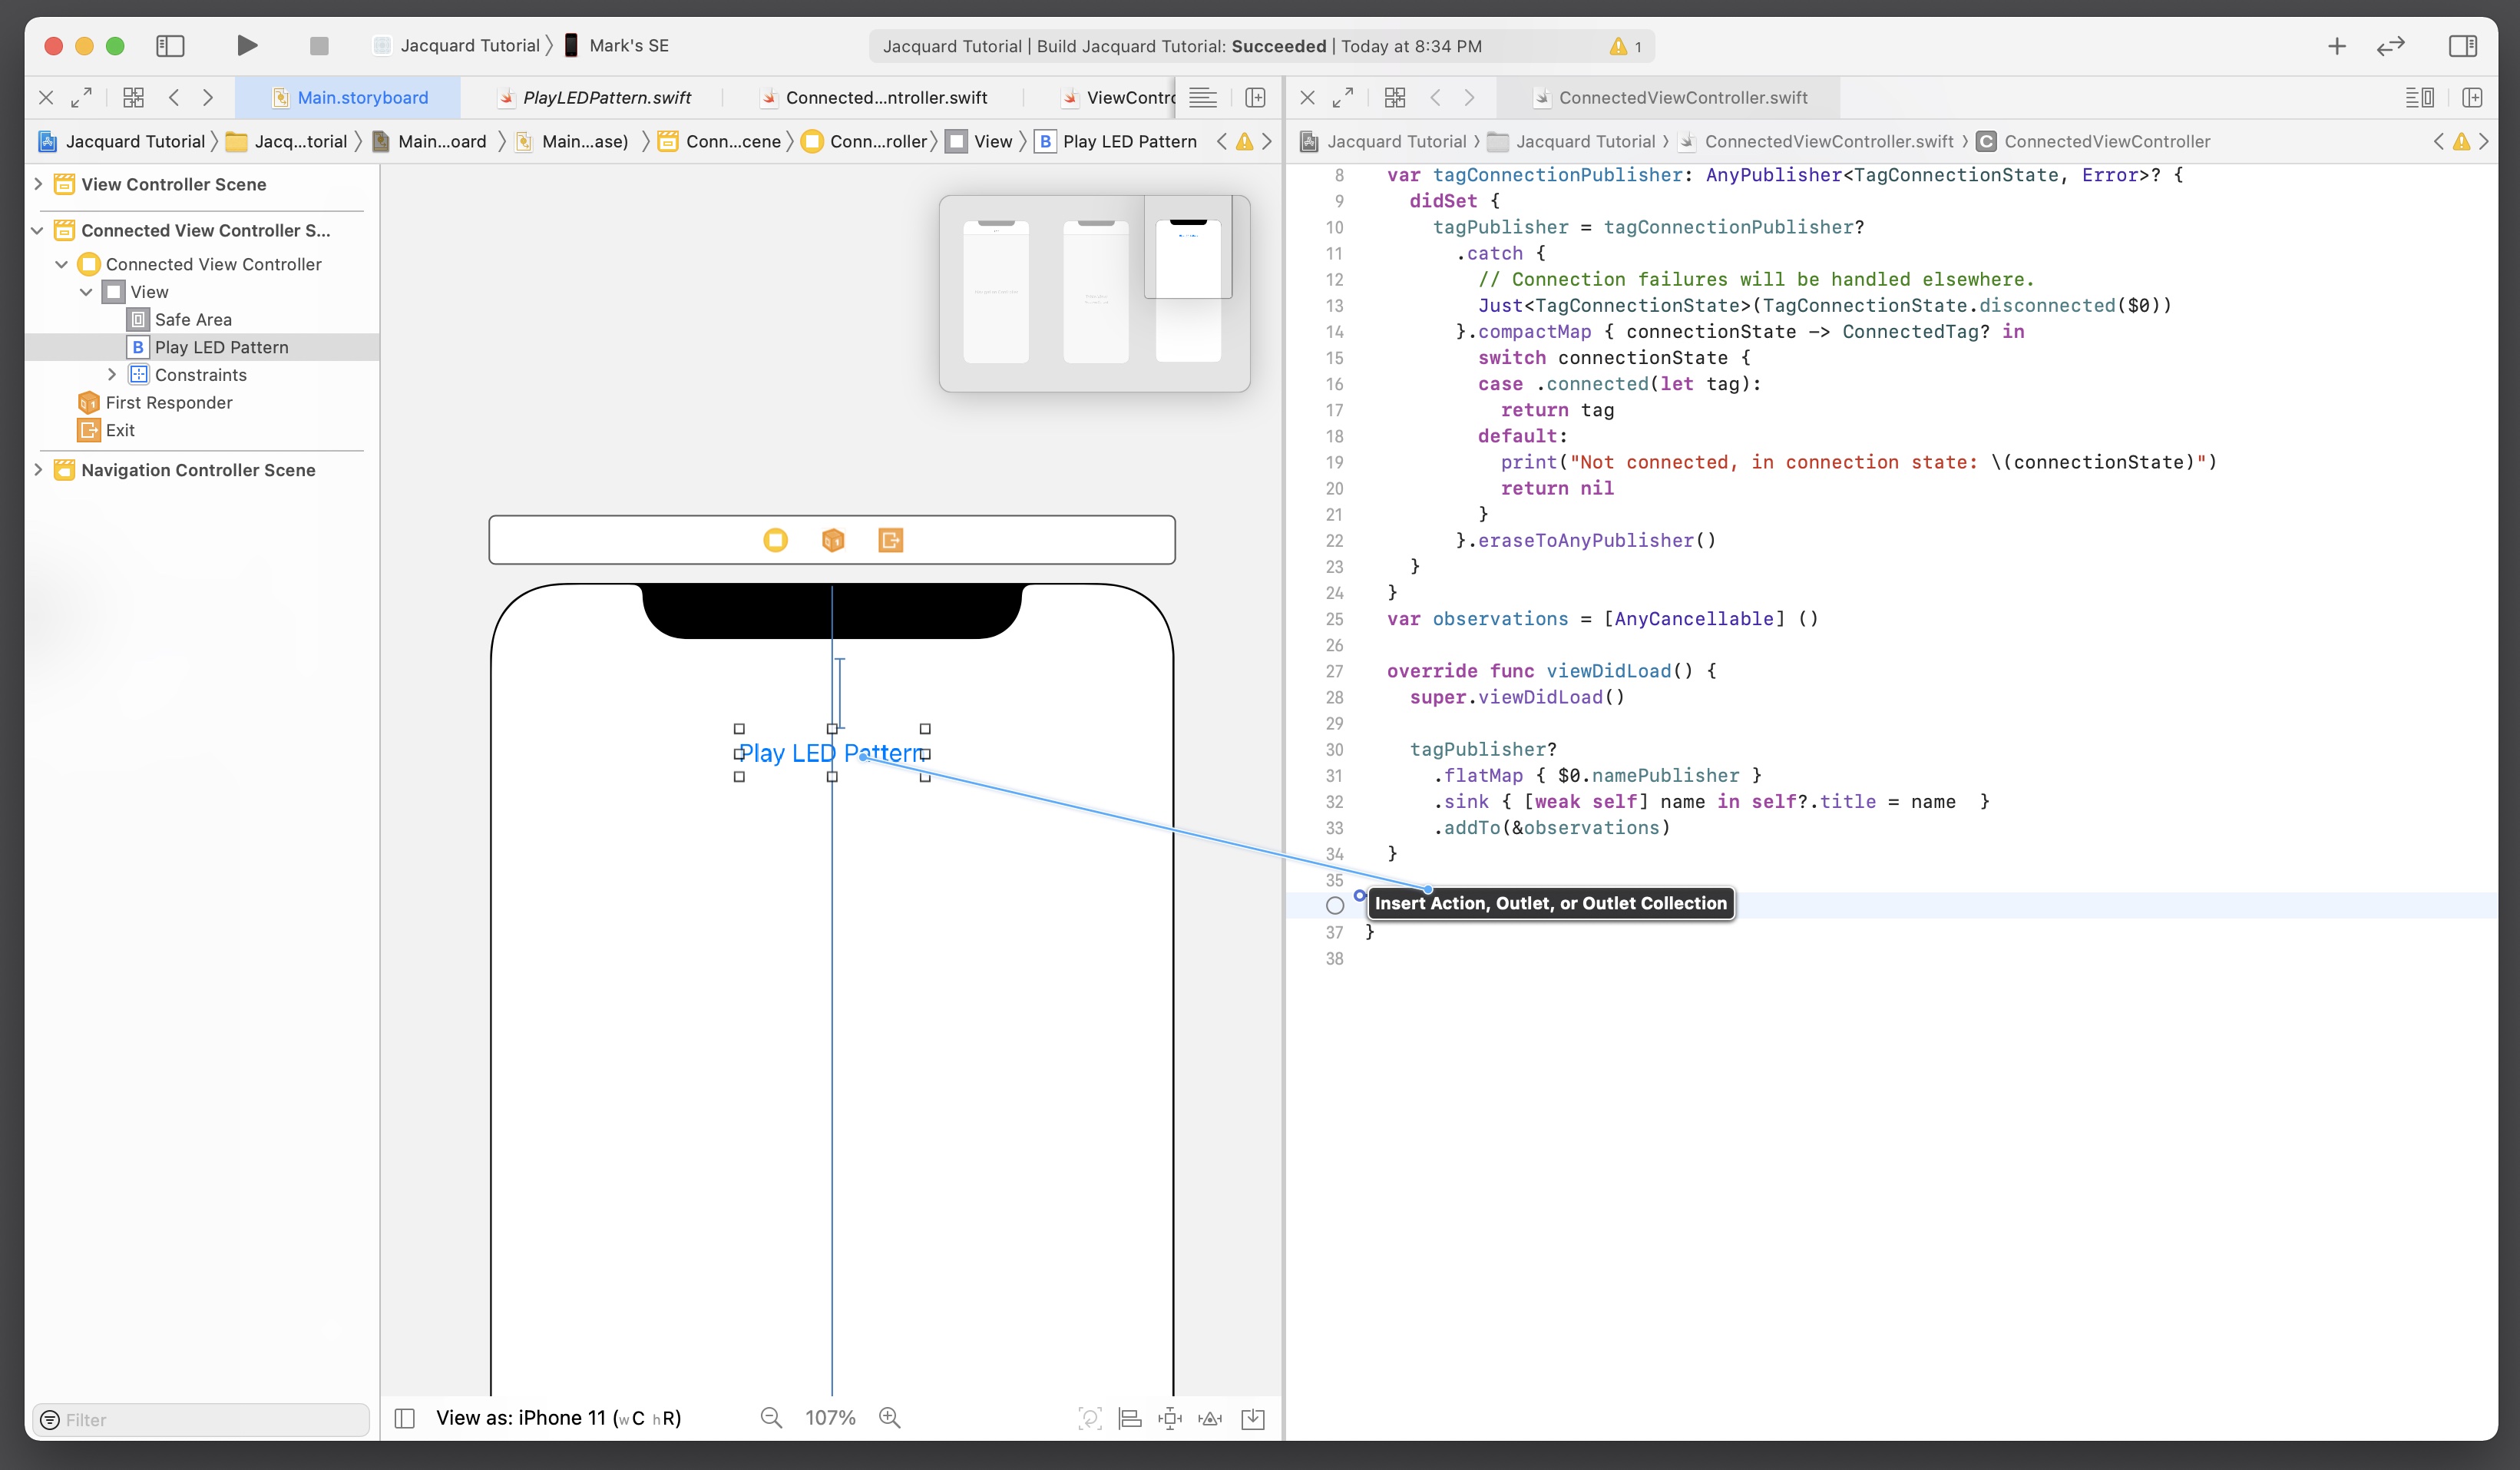 Jacquard Tutorial 〉 Mark's SE
Jacquard Tutorial | Build Jacquard Tutorial: Succeeded | Today at 8:34 PM
1
Main.storyboard
PlayLEDPattern.swift
Connected...ntroller.swift
ViewContro
ConnectedViewController.swift
Jacquard Tutorial 〉 Jacq...torial 〉 Main...oard 〉 Main...ase) 〉 Conn...cene 〉 Conn...roller 〉 View 〉 B Play LED Pattern
Jacquard Tutorial 〉 Jacquard Tutorial 〉 ConnectedViewController.swift 〉 C ConnectedViewController
View Controller Scene
Connected View Controller S...
Connected View Controller
View
Safe Area
B Play LED Pattern
Constraints
First Responder
Exit
Navigation Controller Scene
Filter
Play LED Pattern
View as: iPhone 11 (wC hR)
107%
8 var tagConnectionPublisher: AnyPublisher<TagConnectionState, Error>? {
9 didSet {
10 tagPublisher = tagConnectionPublisher?
11 .catch {
12 // Connection failures will be handled elsewhere.
13 Just<TagConnectionState>(TagConnectionState.disconnected($0))
14 }.compactMap { connectionState -> ConnectedTag? in
15 switch connectionState {
16 case .connected(let tag):
17 return tag
18 default:
19 print("Not connected, in connection state: \(connectionState)")
20 return nil
21 }
22 }.eraseToAnyPublisher()
23 }
24 }
25 var observations = [AnyCancellable] ()
26
27 override func viewDidLoad() {
28 super.viewDidLoad()
29
30 tagPublisher?
31 .flatMap { $0.namePublisher }
32 .sink { [weak self] name in self?.title = name }
33 .addTo(&observations)
34 }
35
Insert Action, Outlet, or Outlet Collection
37 }
38